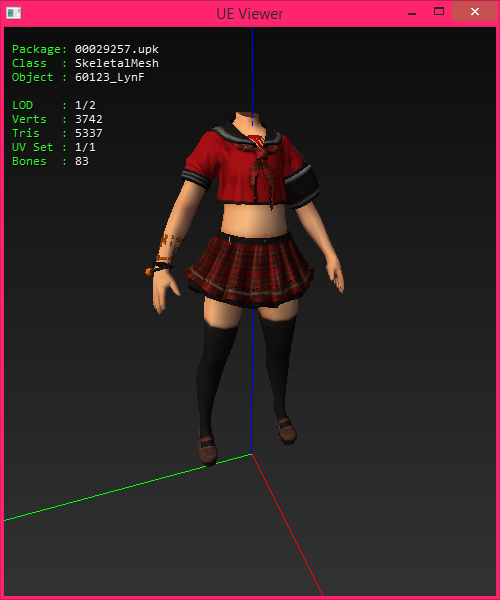 UE Viewer
Package: 00029257.upk
Class : SkeletalMesh
Object : 60123_LynF
LOD : 1/2
Verts : 3742
Tris : 5337
UV Set : 1/1
Bones : 83